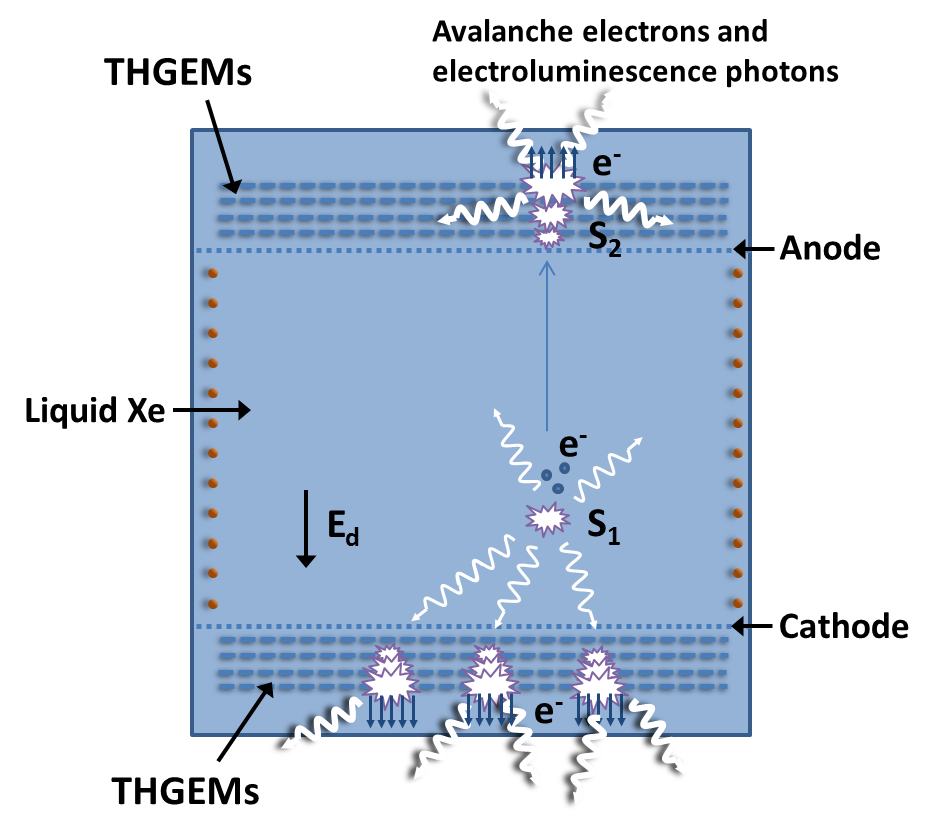 Avalanche electrons and
electroluminescence photons
THGEMs
e-
S2
Anode
Liquid Xe
e-
S1
Ed
Cathode
e-
THGEMs